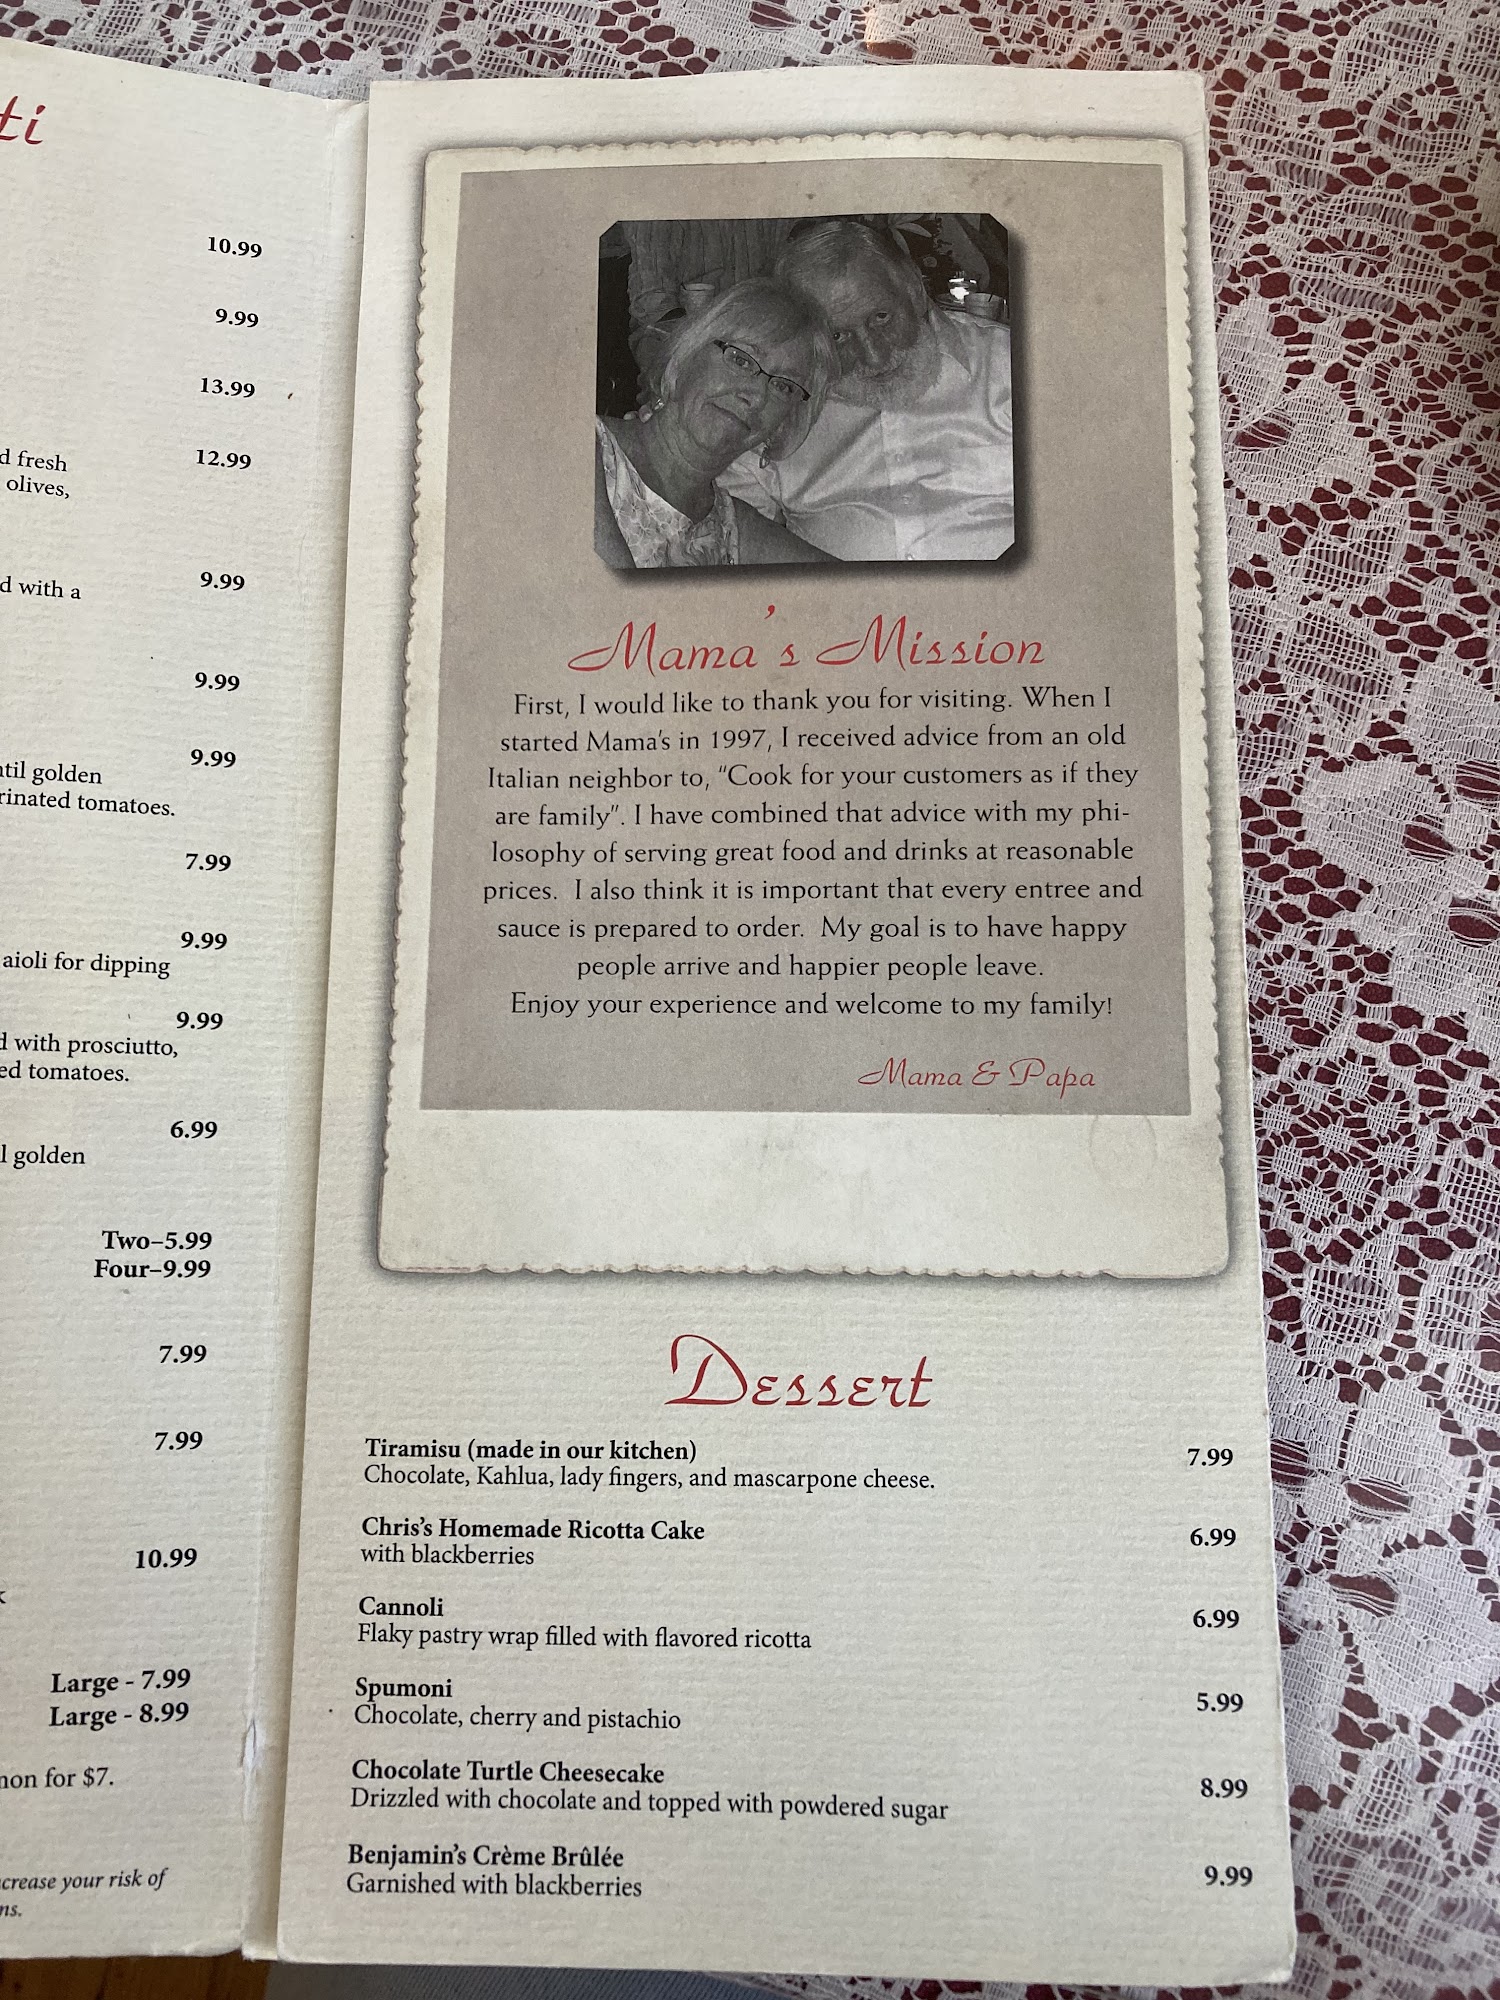 ti
10.99
9.99
13.99
d fresh 12.99
olives,
9.99
d with a
9.99
9.99
til golden
rinated tomatoes.
7.99
9.99
aioli for dipping
9.99
d with prosciutto,
ed tomatoes.
6.99
l golden
Two–5.99
Four–9.99
7.99
7.99
10.99
Large - 7.99
Large - 8.99
non for $7.
crease your risk of
ns.
Mama's Mission
First, I would like to thank you for visiting. When I
started Mama's in 1997, I received advice from an old
Italian neighbor to, "Cook for your customers as if they
are family". I have combined that advice with my phi-
losophy of serving great food and drinks at reasonable
prices. I also think it is important that every entree and
sauce is prepared to order. My goal is to have happy
people arrive and happier people leave.
Enjoy your experience and welcome to my family!
Mama & Papa
Dessert
Tiramisu (made in our kitchen) 7.99
Chocolate, Kahlua, lady fingers, and mascarpone cheese.
Chris's Homemade Ricotta Cake 6.99
with blackberries
Cannoli 6.99
Flaky pastry wrap filled with flavored ricotta
Spumoni 5.99
Chocolate, cherry and pistachio
Chocolate Turtle Cheesecake 8.99
Drizzled with chocolate and topped with powdered sugar
Benjamin's Crème Brûlée 9.99
Garnished with blackberries